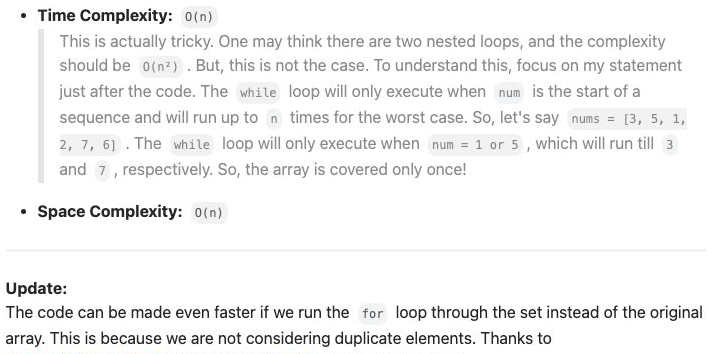 • Time Complexity: O(n)
This is actually tricky. One may think there are two nested loops, and the complexity
should be O(n²) . But, this is not the case. To understand this, focus on my statement
just after the code. The while loop will only execute when num is the start of a
sequence and will run up to n times for the worst case. So, let's say nums = [3, 5, 1,
2, 7, 6] . The while loop will only execute when num = 1 or 5 , which will run till 3
and 7 , respectively. So, the array is covered only once!
• Space Complexity: O(n)
Update:
The code can be made even faster if we run the for loop through the set instead of the original
array. This is because we are not considering duplicate elements. Thanks to